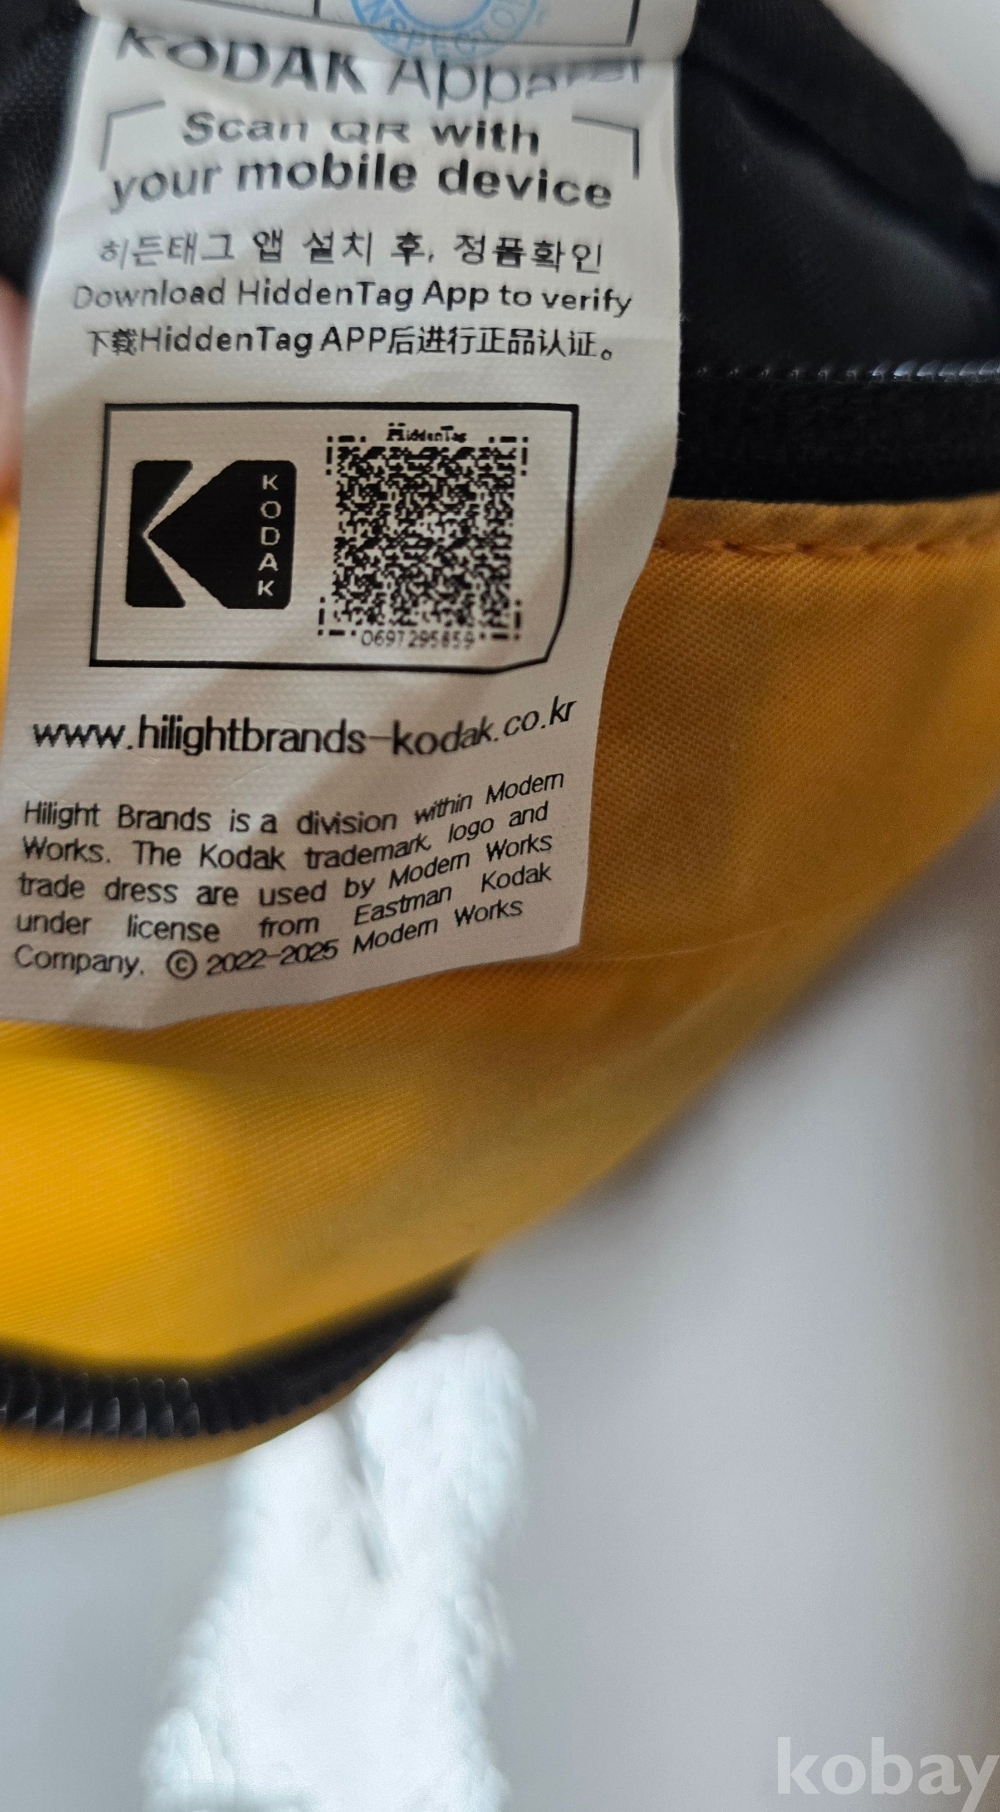 KODAK Apparel
Scan QR with
your mobile device
히든태그 앱 설치 후, 정품확인
Download HiddenTag App to verify
下载HiddenTag APP后进行正品认证。
HiddenTag
KODAK
0697295859
www.hilightbrands-kodak.co.kr
Hilight Brands is a division within Modern
Works. The Kodak trademark, logo and
trade dress are used by Modern Works
under license from Eastman Kodak
Company. © 2022-2025 Modern Works
kobay